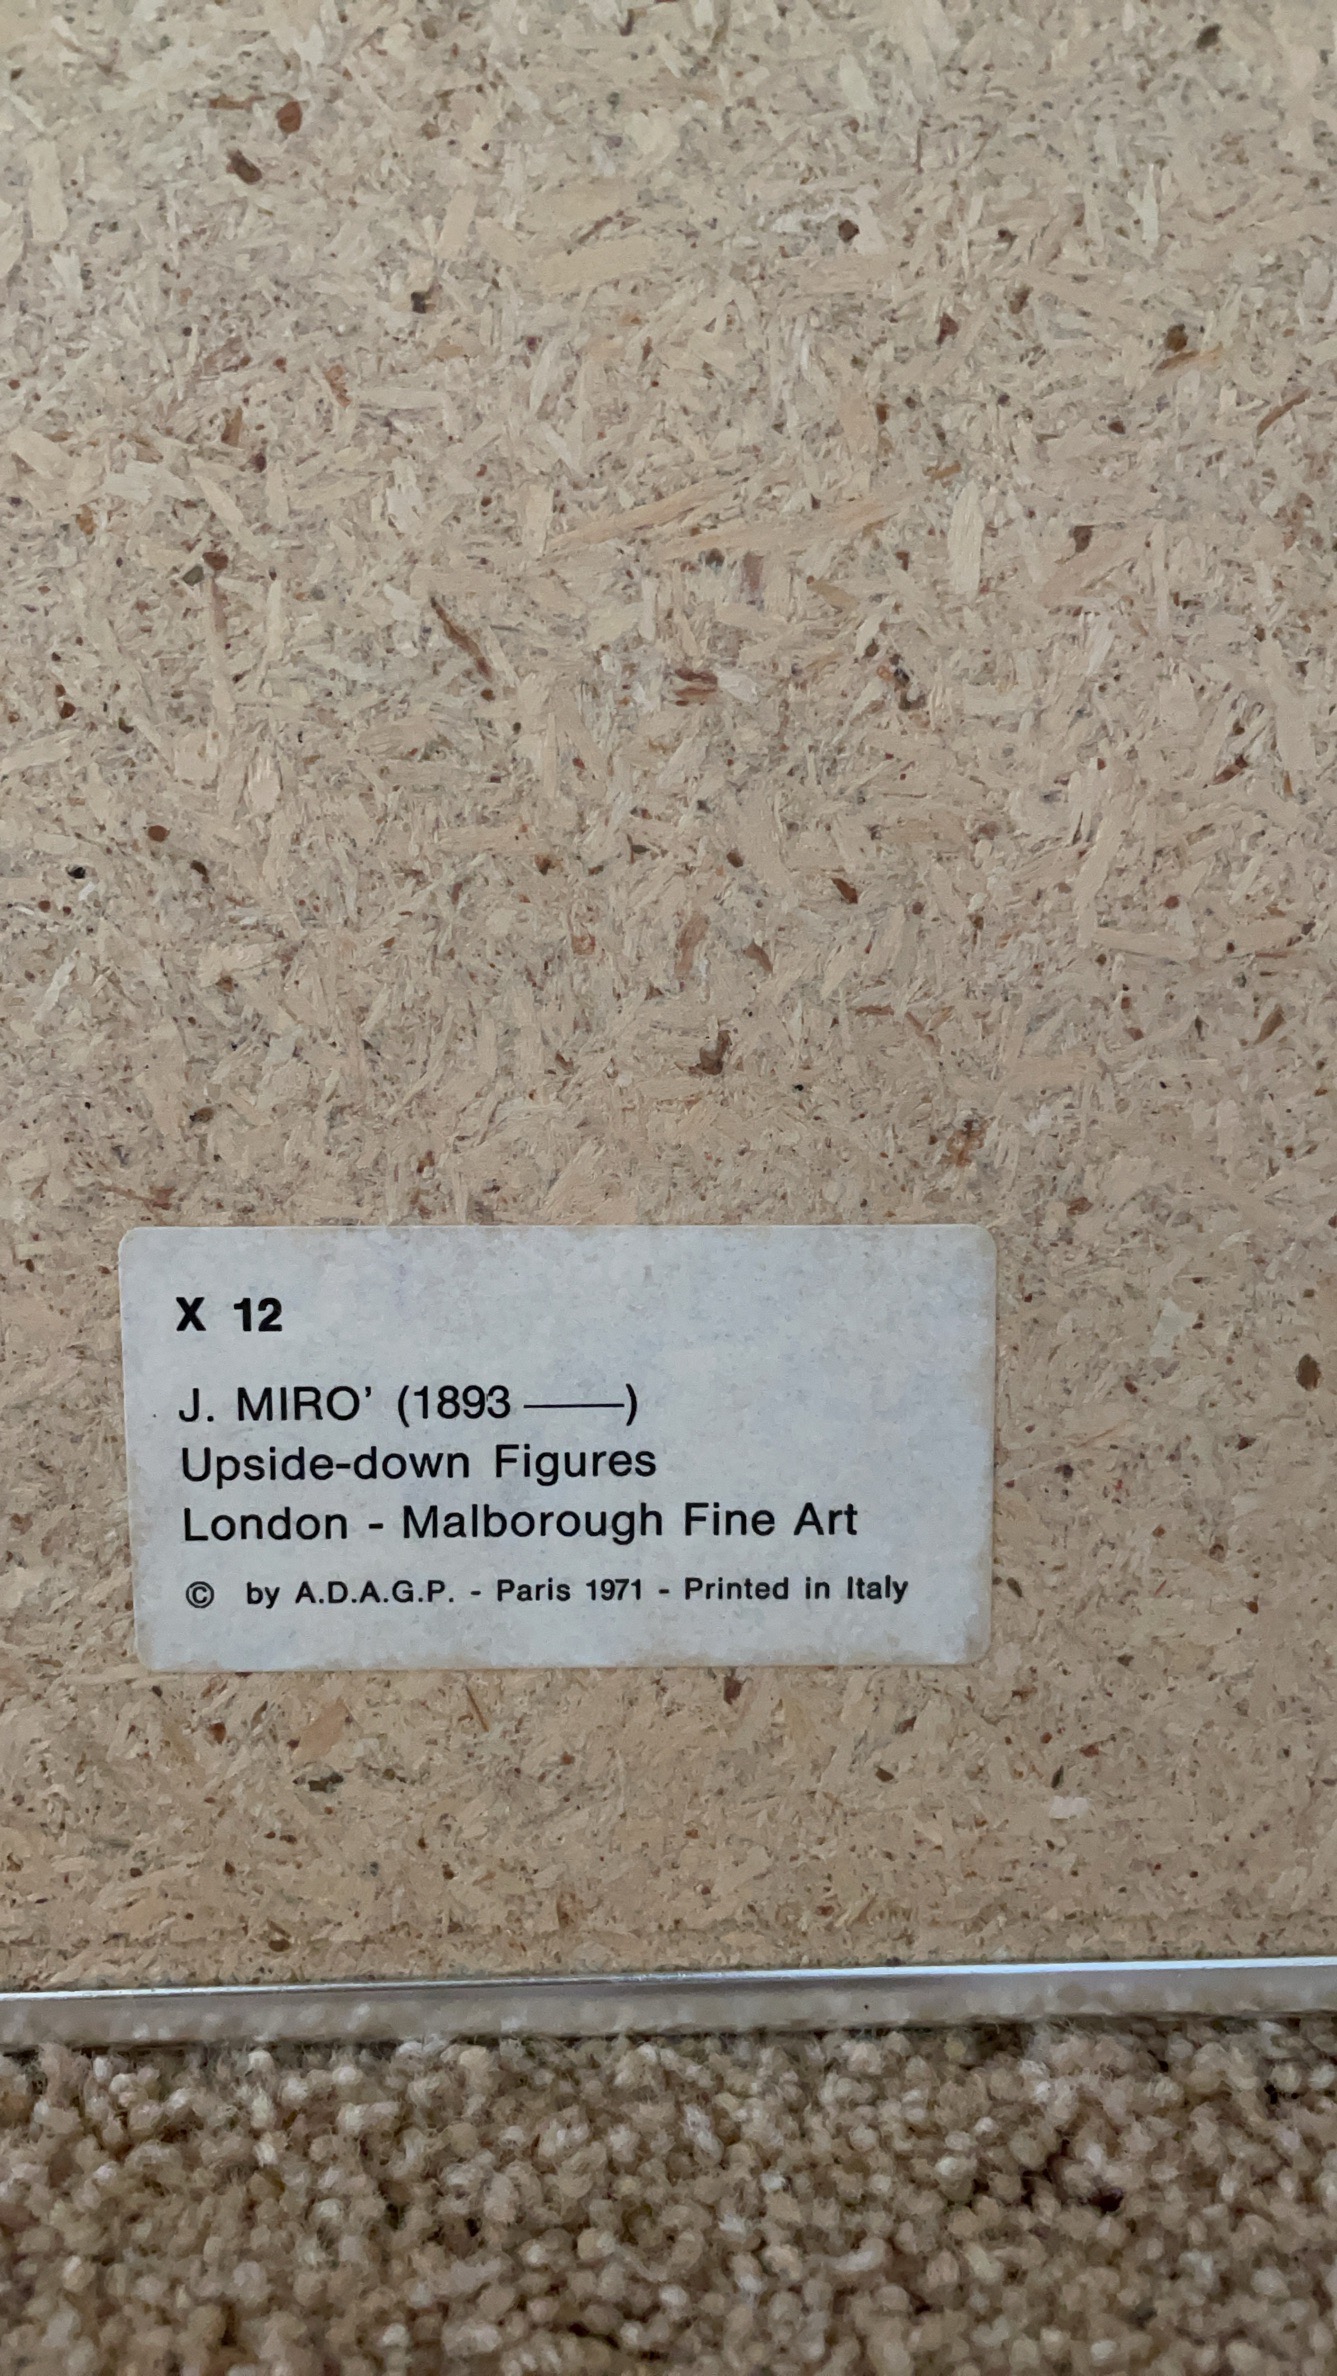 X 12
J. MIRO' (1893 ——)
Upside-down Figures
London - Malborough Fine Art
© by A.D.A.G.P. - Paris 1971 - Printed in Italy